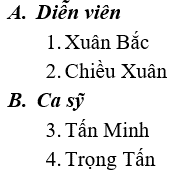 A. Diễn viên
1. Xuân Bắc
2. Chiều Xuân
B. Ca sỹ
3. Tấn Minh
4. Trọng Tấn